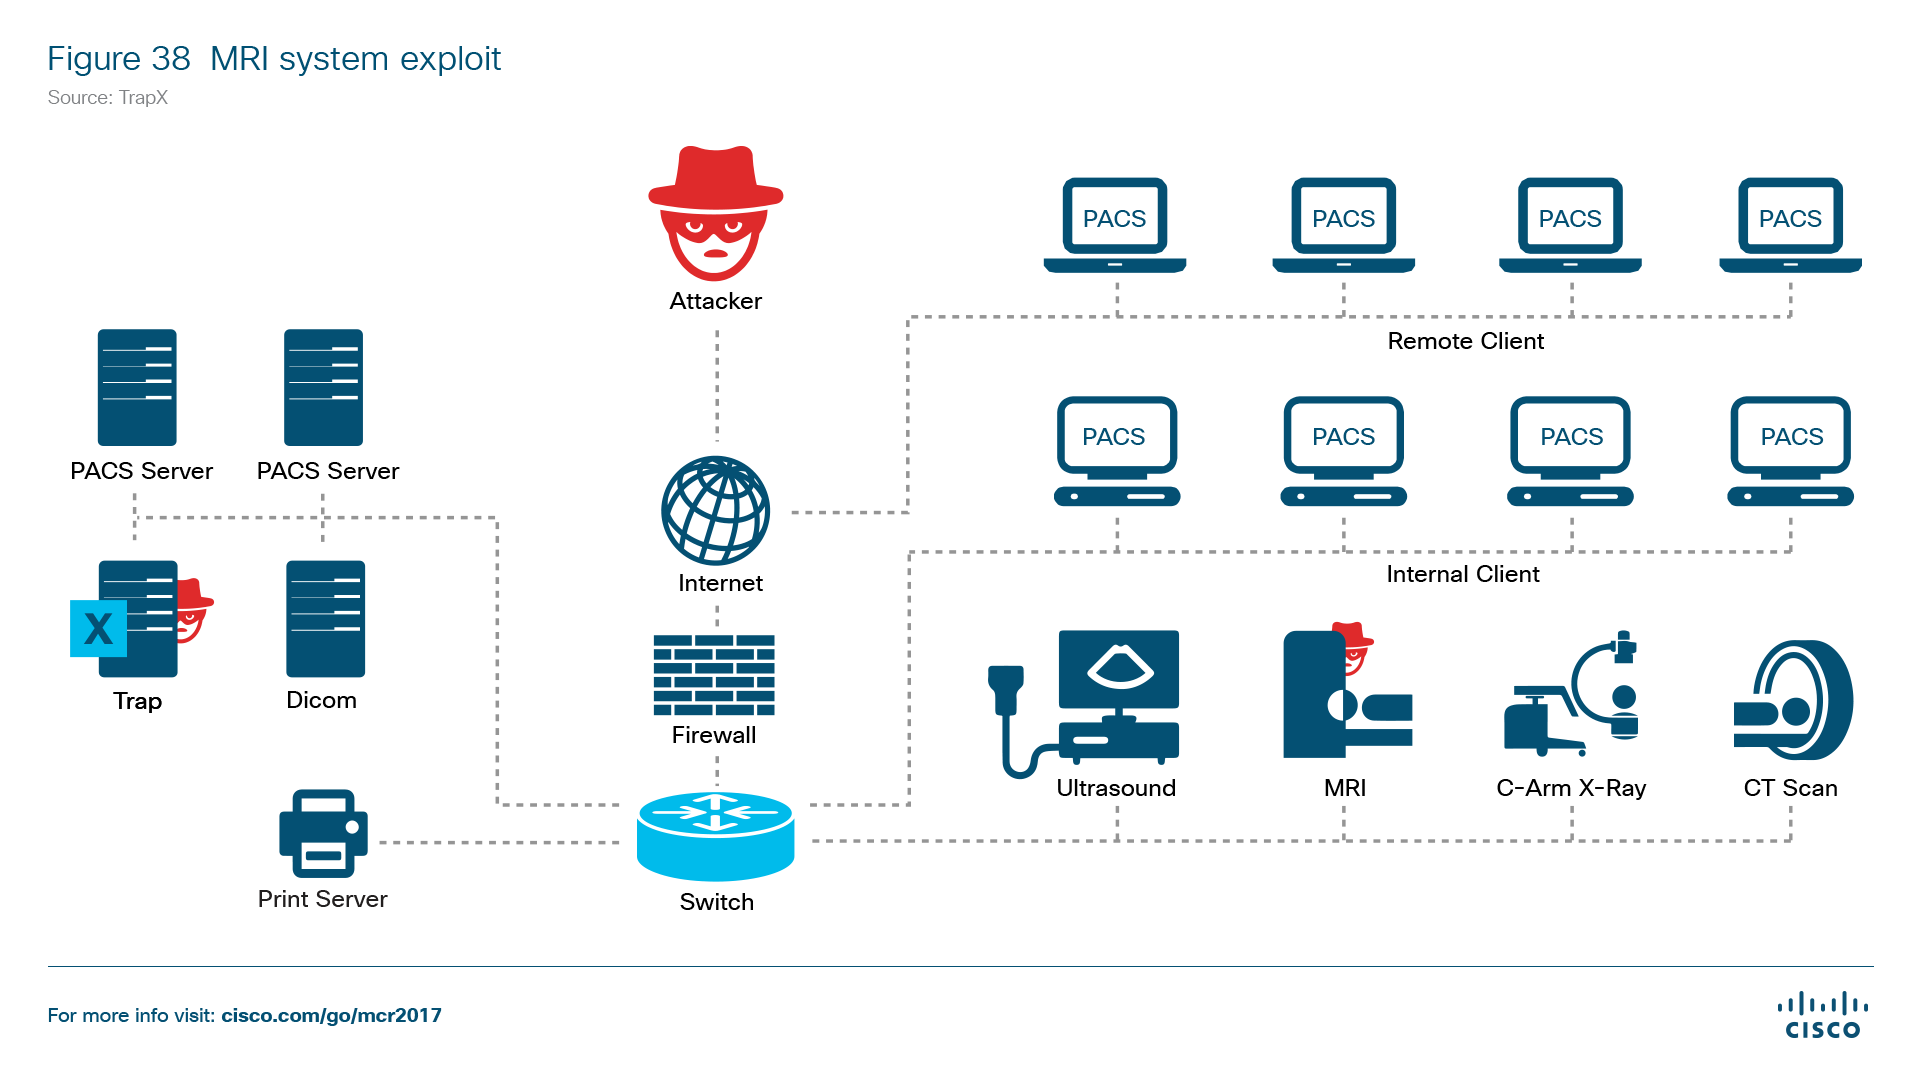 Figure 38 MRI system exploit
Source: TrapX
PACS PACS PACS PACS
Attacker
Remote Client
PACS PACS PACS PACS
PACS Server PACS Server
Internet
Internal Client
X
Trap
Dicom
Firewall
Ultrasound MRI C-Arm X-Ray CT Scan
Print Server
Switch
For more info visit: cisco.com/go/mcr2017
CISCO